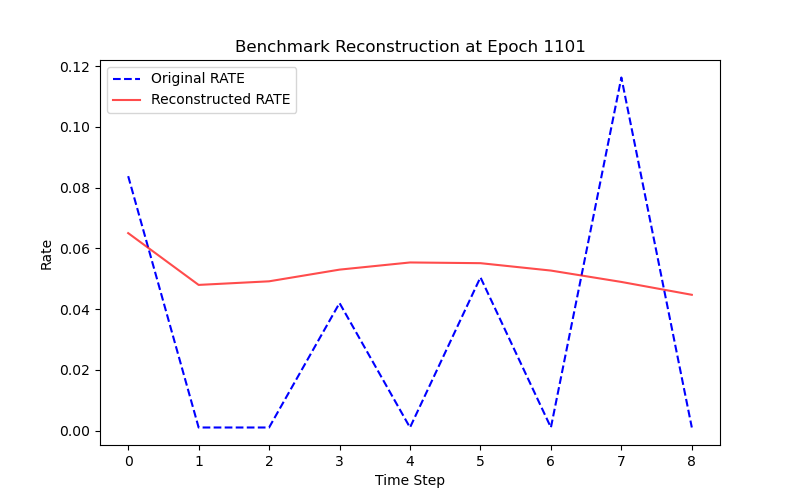 Benchmark Reconstruction at Epoch 1101
Original RATE
Reconstructed RATE
0.12
0.10
0.08
0.06
0.04
0.02
0.00
Rate
0 1 2 3 4 5 6 7 8
Time Step